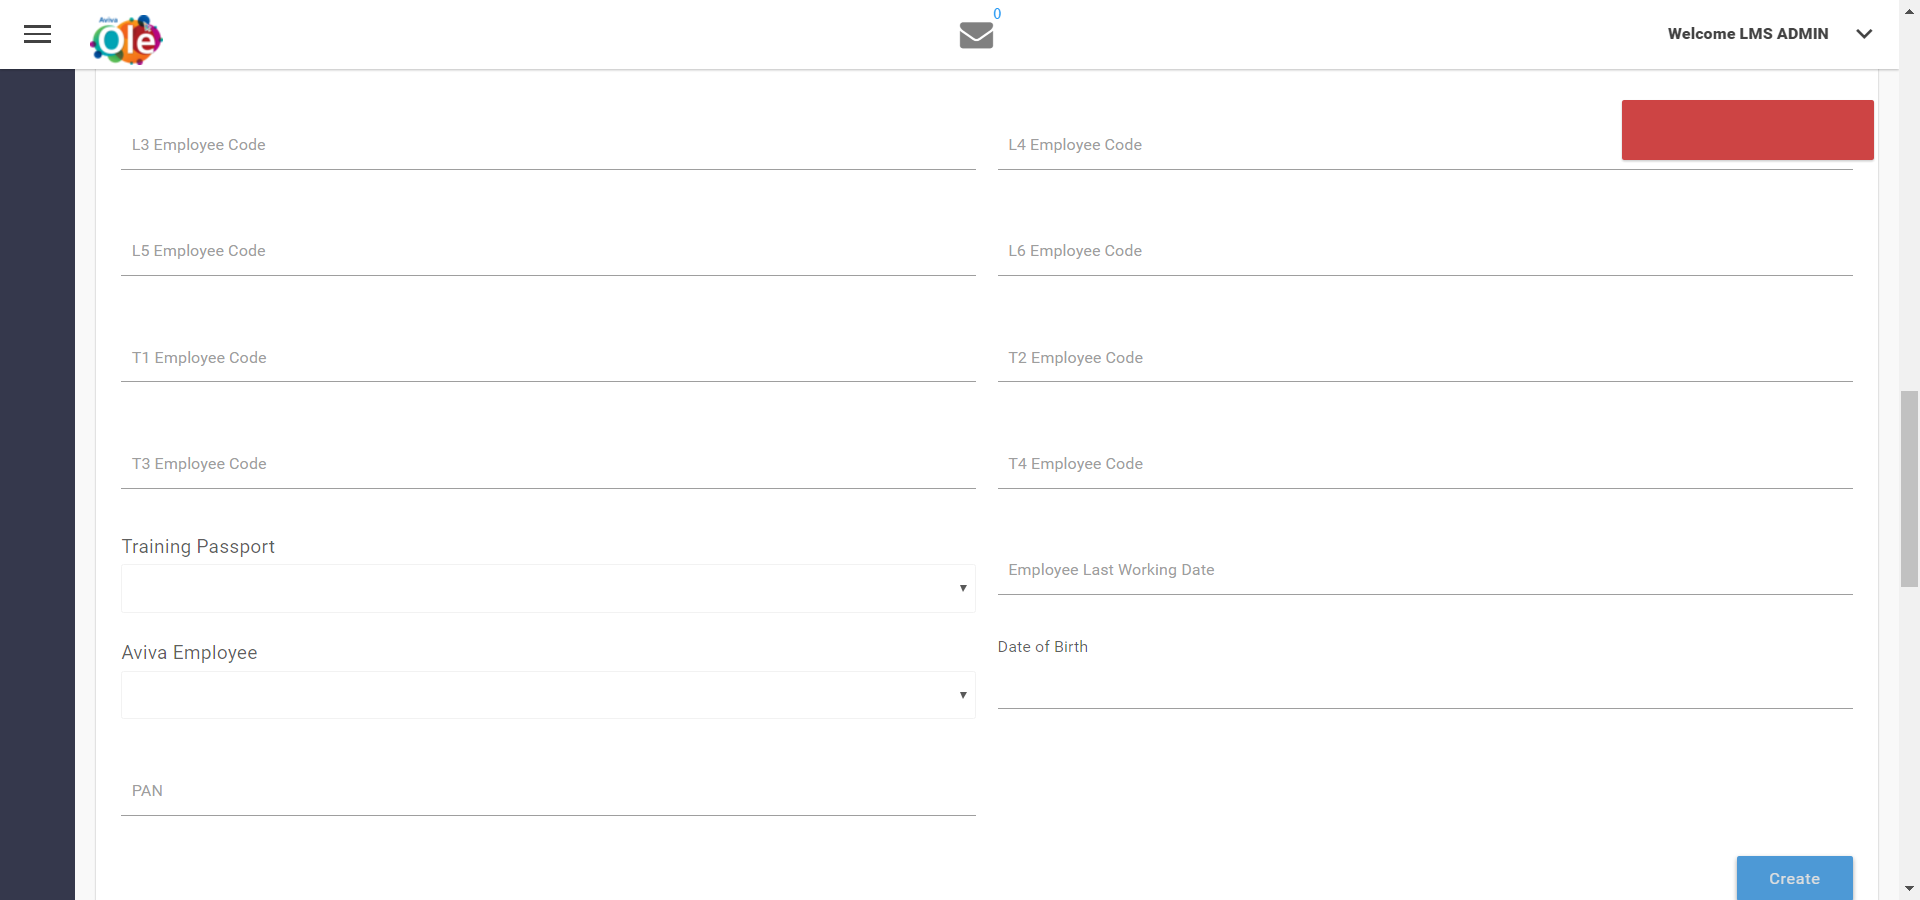 Aviva
Ole
0
Welcome LMS ADMIN
L3 Employee Code
L4 Employee Code
L5 Employee Code
L6 Employee Code
T1 Employee Code
T2 Employee Code
T3 Employee Code
T4 Employee Code
Training Passport
Employee Last Working Date
Aviva Employee
Date of Birth
PAN
Create